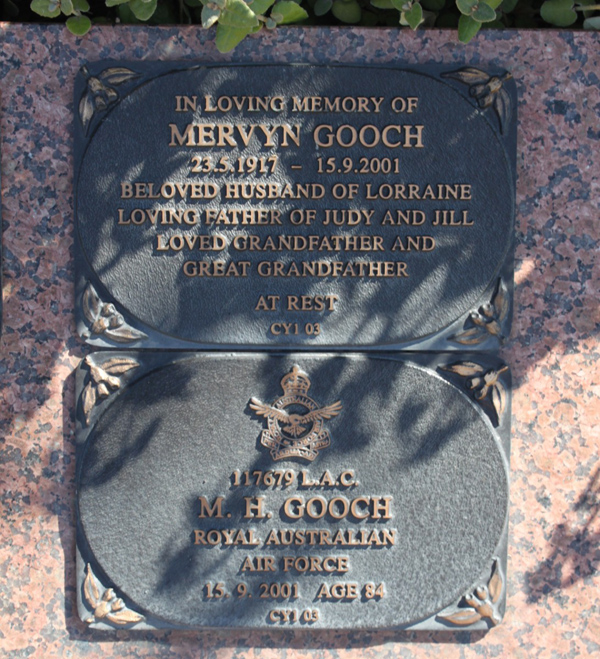 IN LOVING MEMORY OF
MERVYN GOOCH
23.5.1917 – 15.9.2001
BELOVED HUSBAND OF LORRAINE
LOVING FATHER OF JUDY AND JILL
LOVED GRANDFATHER AND
GREAT GRANDFATHER
AT REST
CY1 03
117679 L.A.C.
M. H. GOOCH
ROYAL AUSTRALIAN
AIR FORCE
15. 9. 2001 AGE 84
CY1 03